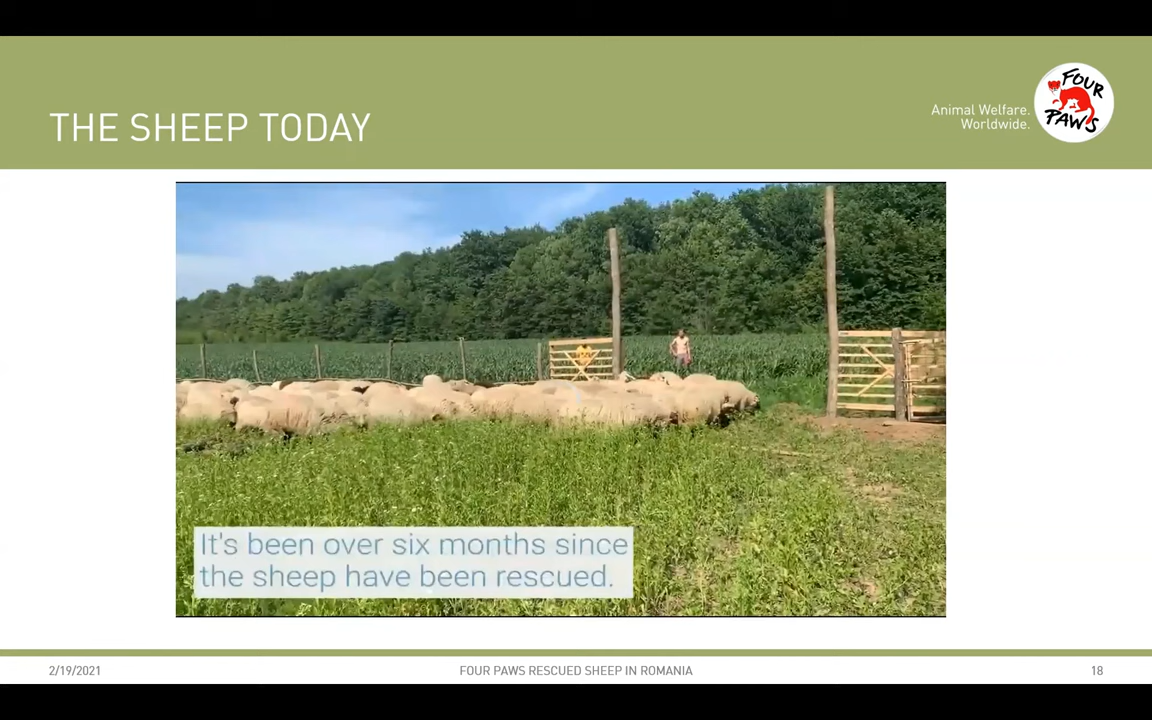 THE SHEEP TODAY
Animal Welfare.
Worldwide.
FOUR
PAWS
It's been over six months since
the sheep have been rescued.
2/19/2021
FOUR PAWS RESCUED SHEEP IN ROMANIA
18